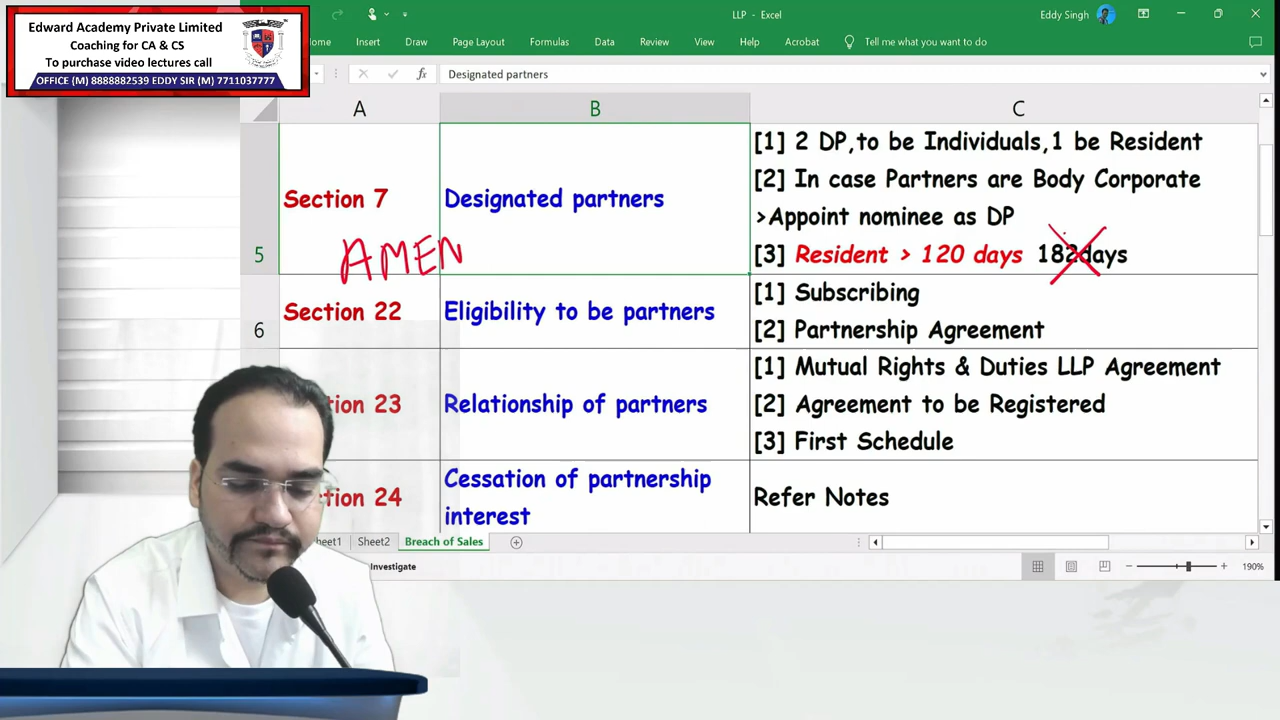 Edward Academy Private Limited
Coaching for CA & CS
To purchase video lectures call
OFFICE (M) 8888882539 EDDY SIR (M) 7711037777
LLP - Excel
Eddy Singh
ome Insert Draw Page Layout Formulas Data Review View Help Acrobat Tell me what you want to do
fx Designated partners
A B C
5
Section 7
Designated partners
[1] 2 DP,to be Individuals,1 be Resident
[2] In case Partners are Body Corporate
>Appoint nominee as DP
[3] Resident > 120 days 182days
AMEN
6
Section 22
Eligibility to be partners
[1] Subscribing
[2] Partnership Agreement
tion 23
Relationship of partners
[1] Mutual Rights & Duties LLP Agreement
[2] Agreement to be Registered
[3] First Schedule
ction 24
Cessation of partnership
interest
Refer Notes
heet1 Sheet2 Breach of Sales
Investigate
190%